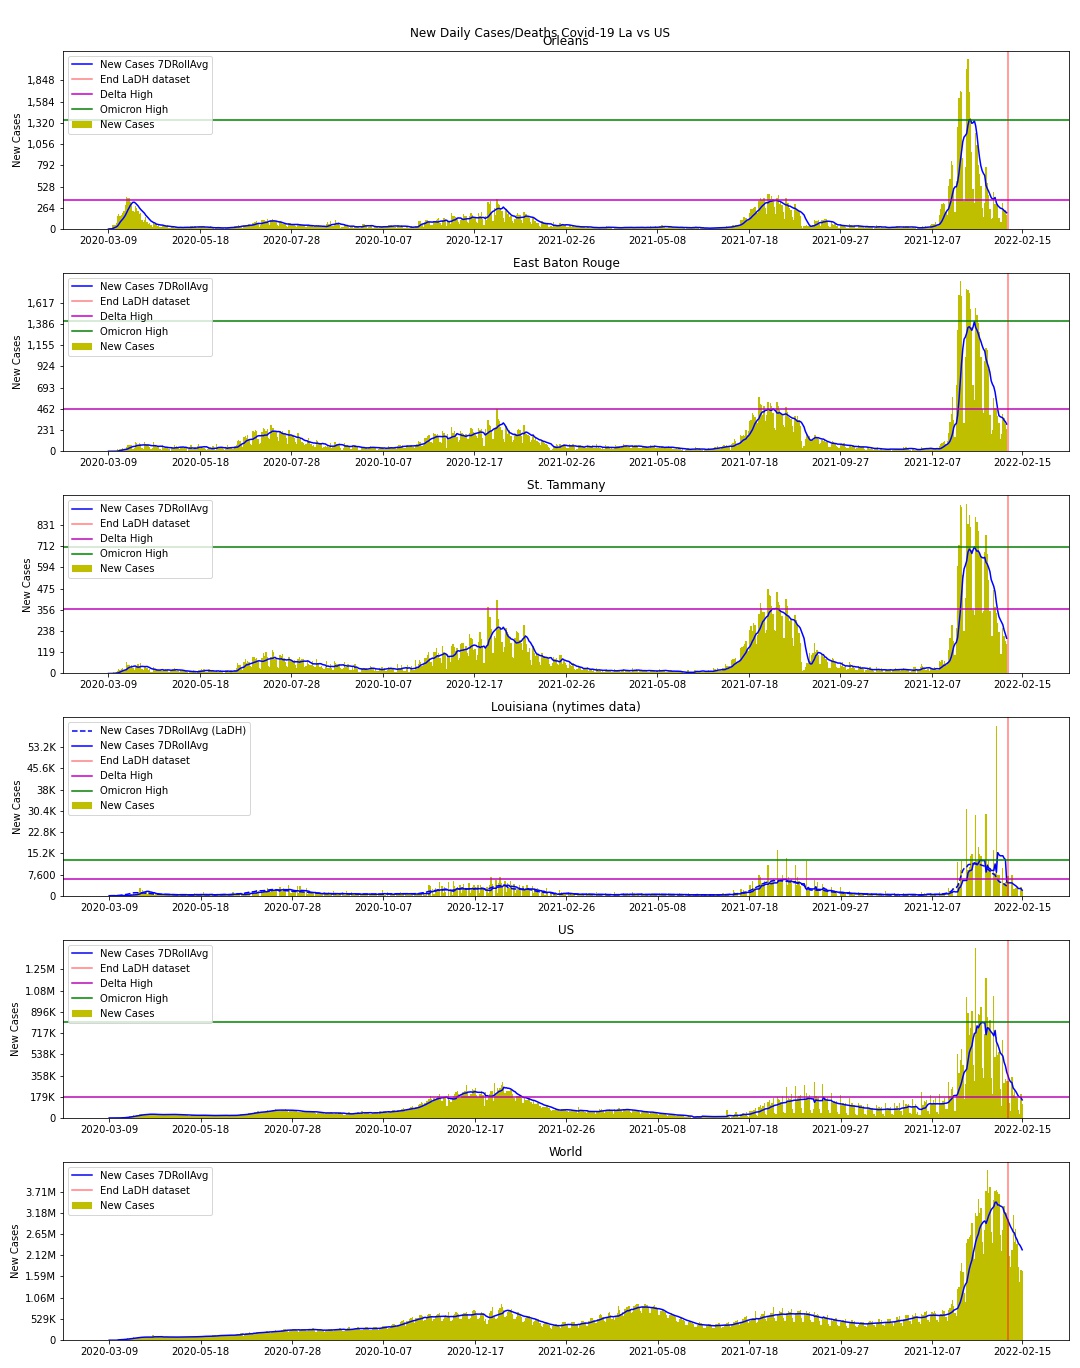 New Daily Cases/Deaths Covid-19 La vs US
Orleans
New Cases 7DRollAvg
End LaDH dataset
Delta High
Omicron High
New Cases
New Cases
1,848
1,584
1,320
1,056
792
528
264
0
2020-03-09 2020-05-18 2020-07-28 2020-10-07 2020-12-17 2021-02-26 2021-05-08 2021-07-18 2021-09-27 2021-12-07 2022-02-15
East Baton Rouge
New Cases 7DRollAvg
End LaDH dataset
Delta High
Omicron High
New Cases
New Cases
1,617
1,386
1,155
924
693
462
231
0
2020-03-09 2020-05-18 2020-07-28 2020-10-07 2020-12-17 2021-02-26 2021-05-08 2021-07-18 2021-09-27 2021-12-07 2022-02-15
St. Tammany
New Cases 7DRollAvg
End LaDH dataset
Delta High
Omicron High
New Cases
New Cases
831
712
594
475
356
238
119
0
2020-03-09 2020-05-18 2020-07-28 2020-10-07 2020-12-17 2021-02-26 2021-05-08 2021-07-18 2021-09-27 2021-12-07 2022-02-15
Louisiana (nytimes data)
New Cases 7DRollAvg (LaDH)
New Cases 7DRollAvg
End LaDH dataset
Delta High
Omicron High
New Cases
New Cases
53.2K
45.6K
38K
30.4K
22.8K
15.2K
7,600
0
2020-03-09 2020-05-18 2020-07-28 2020-10-07 2020-12-17 2021-02-26 2021-05-08 2021-07-18 2021-09-27 2021-12-07 2022-02-15
US
New Cases 7DRollAvg
End LaDH dataset
Delta High
Omicron High
New Cases
New Cases
1.25M
1.08M
896K
717K
538K
358K
179K
0
2020-03-09 2020-05-18 2020-07-28 2020-10-07 2020-12-17 2021-02-26 2021-05-08 2021-07-18 2021-09-27 2021-12-07 2022-02-15
World
New Cases 7DRollAvg
End LaDH dataset
New Cases
New Cases
3.71M
3.18M
2.65M
2.12M
1.59M
1.06M
529K
0
2020-03-09 2020-05-18 2020-07-28 2020-10-07 2020-12-17 2021-02-26 2021-05-08 2021-07-18 2021-09-27 2021-12-07 2022-02-15